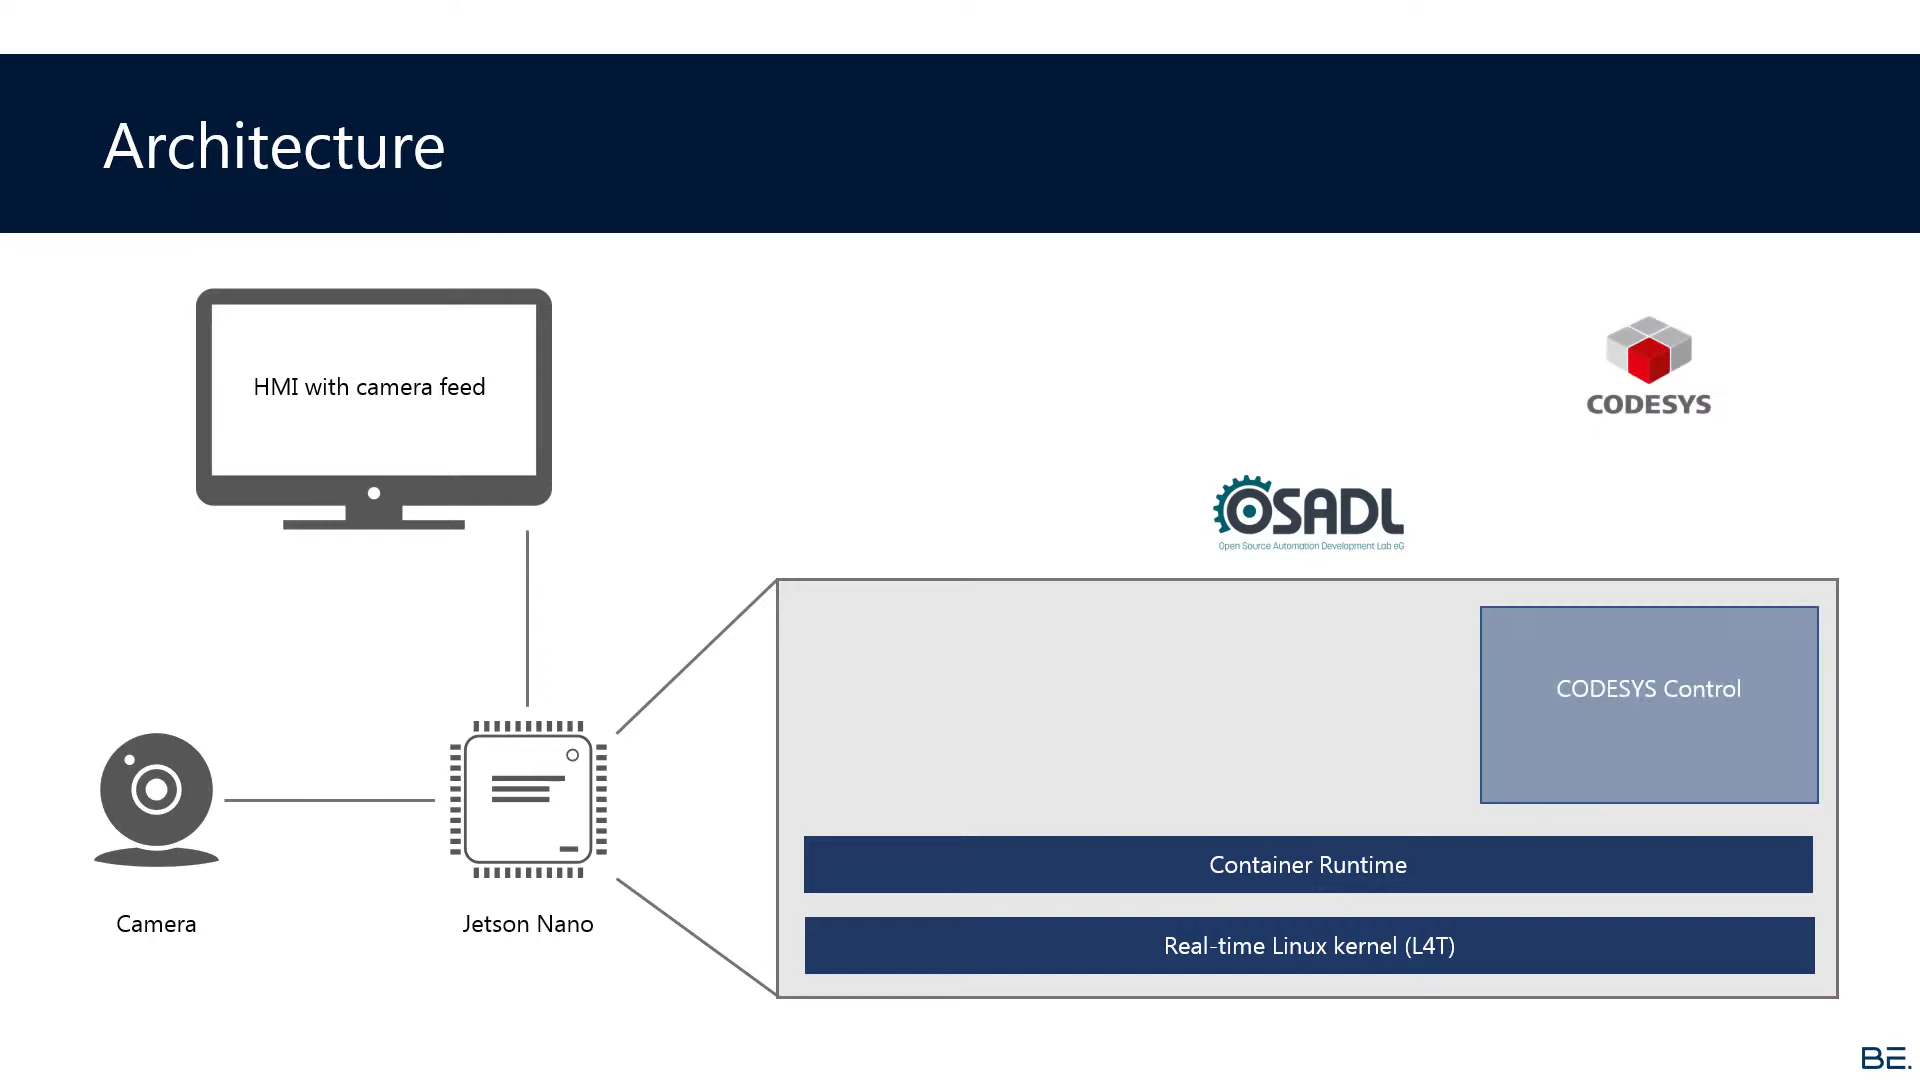 Architecture
HMI with camera feed
CODESYS
OSADL
Open Source Automation Development Lab eG
CODESYS Control
Container Runtime
Camera
Jetson Nano
Real-time Linux kernel (L4T)
BE.